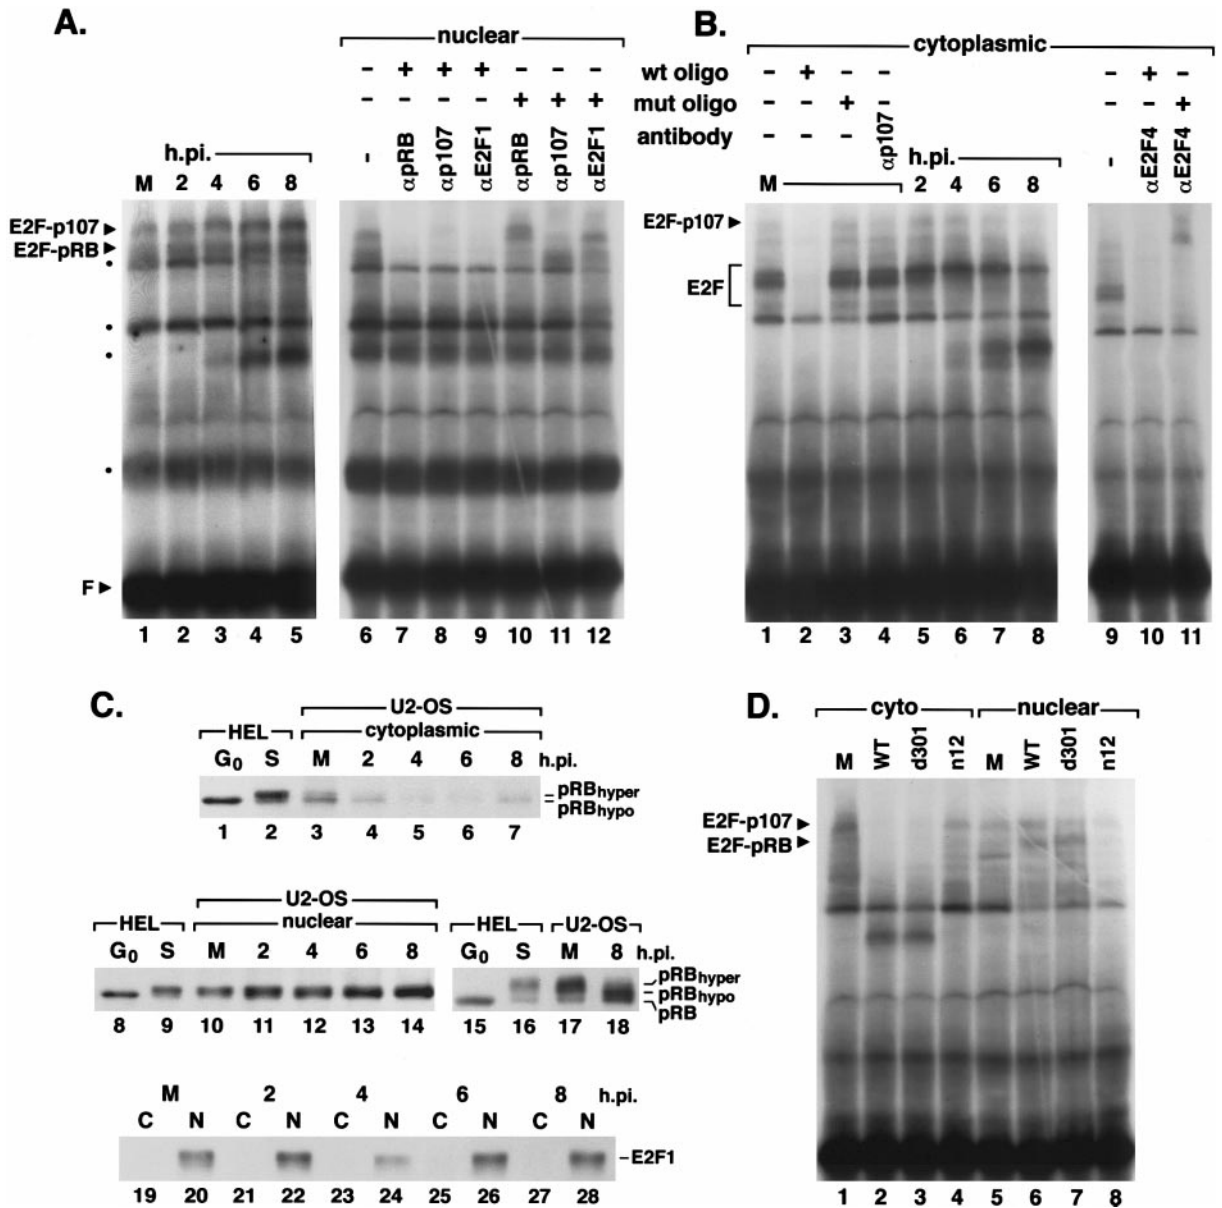 A.
nuclear
- + + + - - -
- - - - + + +
h.pi.
- αpRB αp107 αE2F1 αpRB αp107 αE2F1
M 2 4 6 8
E2F-p107
E2F-pRB
F
1 2 3 4 5 6 7 8 9 10 11 12
B.
cytoplasmic
wt oligo - + - - - + -
mut oligo - - + - - - +
antibody - - - αp107 - αE2F4 αE2F4
h.pi.
M 2 4 6 8
E2F-p107
E2F
1 2 3 4 5 6 7 8 9 10 11
C.
U2-OS
HEL cytoplasmic
G0 S M 2 4 6 8 h.pi.
pRBhyper
pRBhypo
1 2 3 4 5 6 7
U2-OS
HEL nuclear HEL U2-OS
G0 S M 2 4 6 8 G0 S M 8 h.pi.
pRBhyper
pRBhypo
pRB
8 9 10 11 12 13 14 15 16 17 18
M 2 4 6 8 h.pi.
C N C N C N C N C N
-E2F1
19 20 21 22 23 24 25 26 27 28
D.
cyto nuclear
M WT d301 n12 M WT d301 n12
E2F-p107
E2F-pRB
1 2 3 4 5 6 7 8